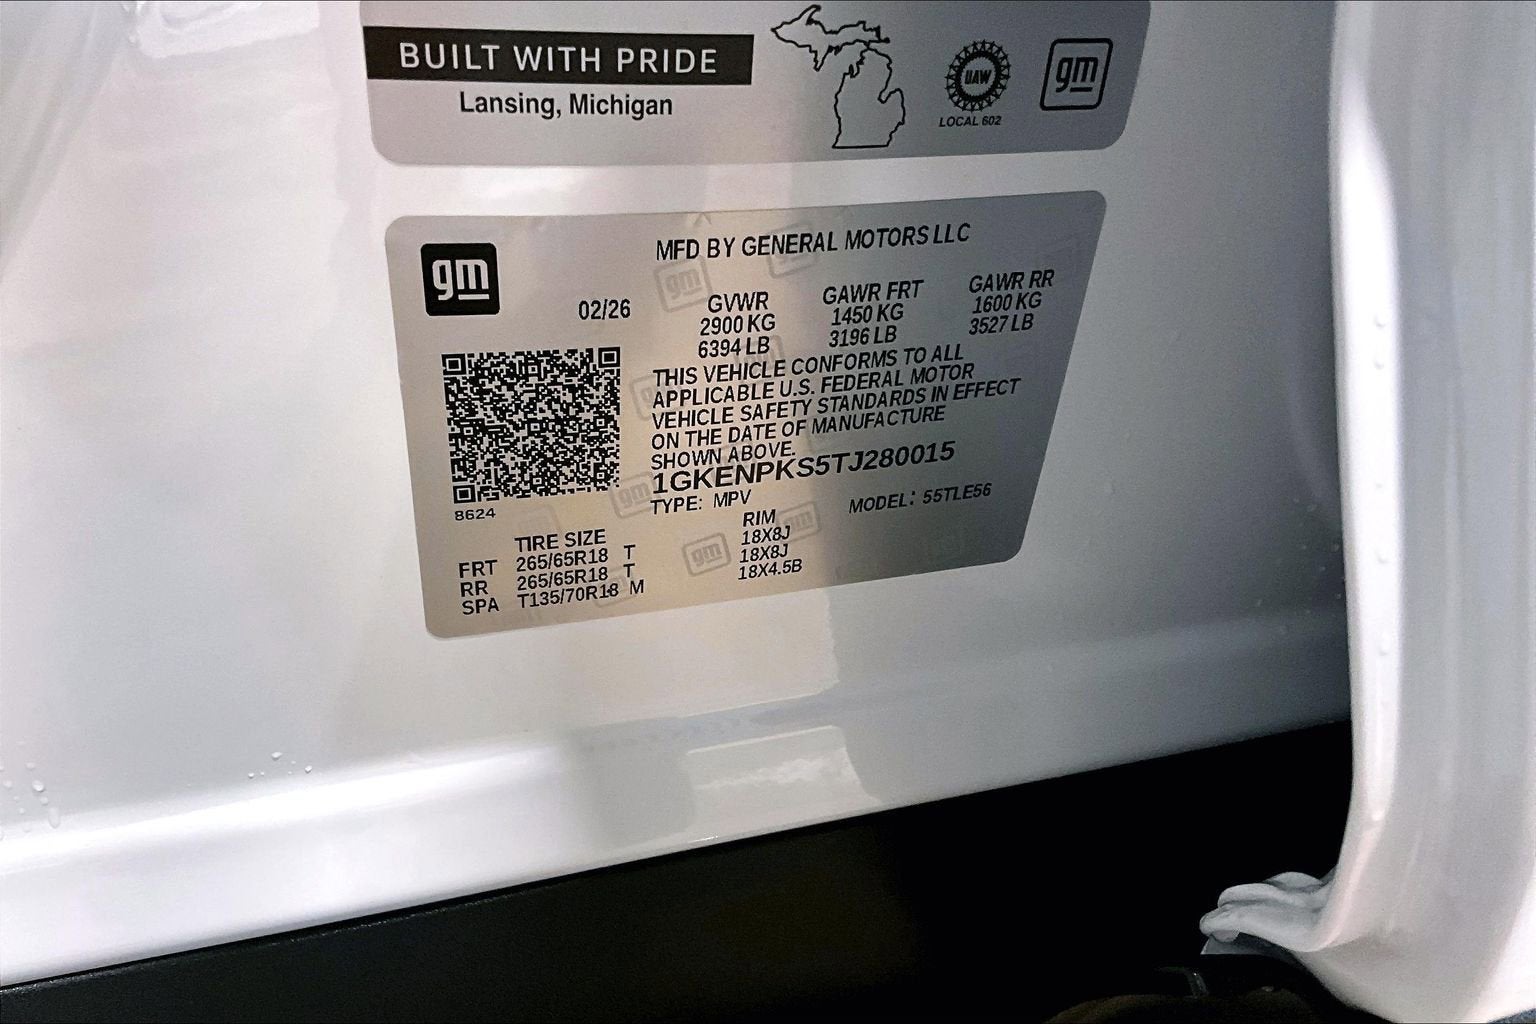 BUILT WITH PRIDE
Lansing, Michigan
UAW
LOCAL 602
gm
gm
MFD BY GENERAL MOTORS LLC
02/26
GVWR
2900 KG
6394 LB
GAWR FRT
1450 KG
3196 LB
GAWR RR
1600 KG
3527 LB
THIS VEHICLE CONFORMS TO ALL
APPLICABLE U.S. FEDERAL MOTOR
VEHICLE SAFETY STANDARDS IN EFFECT
ON THE DATE OF MANUFACTURE
SHOWN ABOVE.
1GKENPKS5TJ280015
TYPE: MPV
MODEL: 55TLE56
8624
TIRE SIZE RIM
FRT 265/65R18 T 18X8J
RR 265/65R18 T 18X8J
SPA T135/70R18 M 18X4.5B